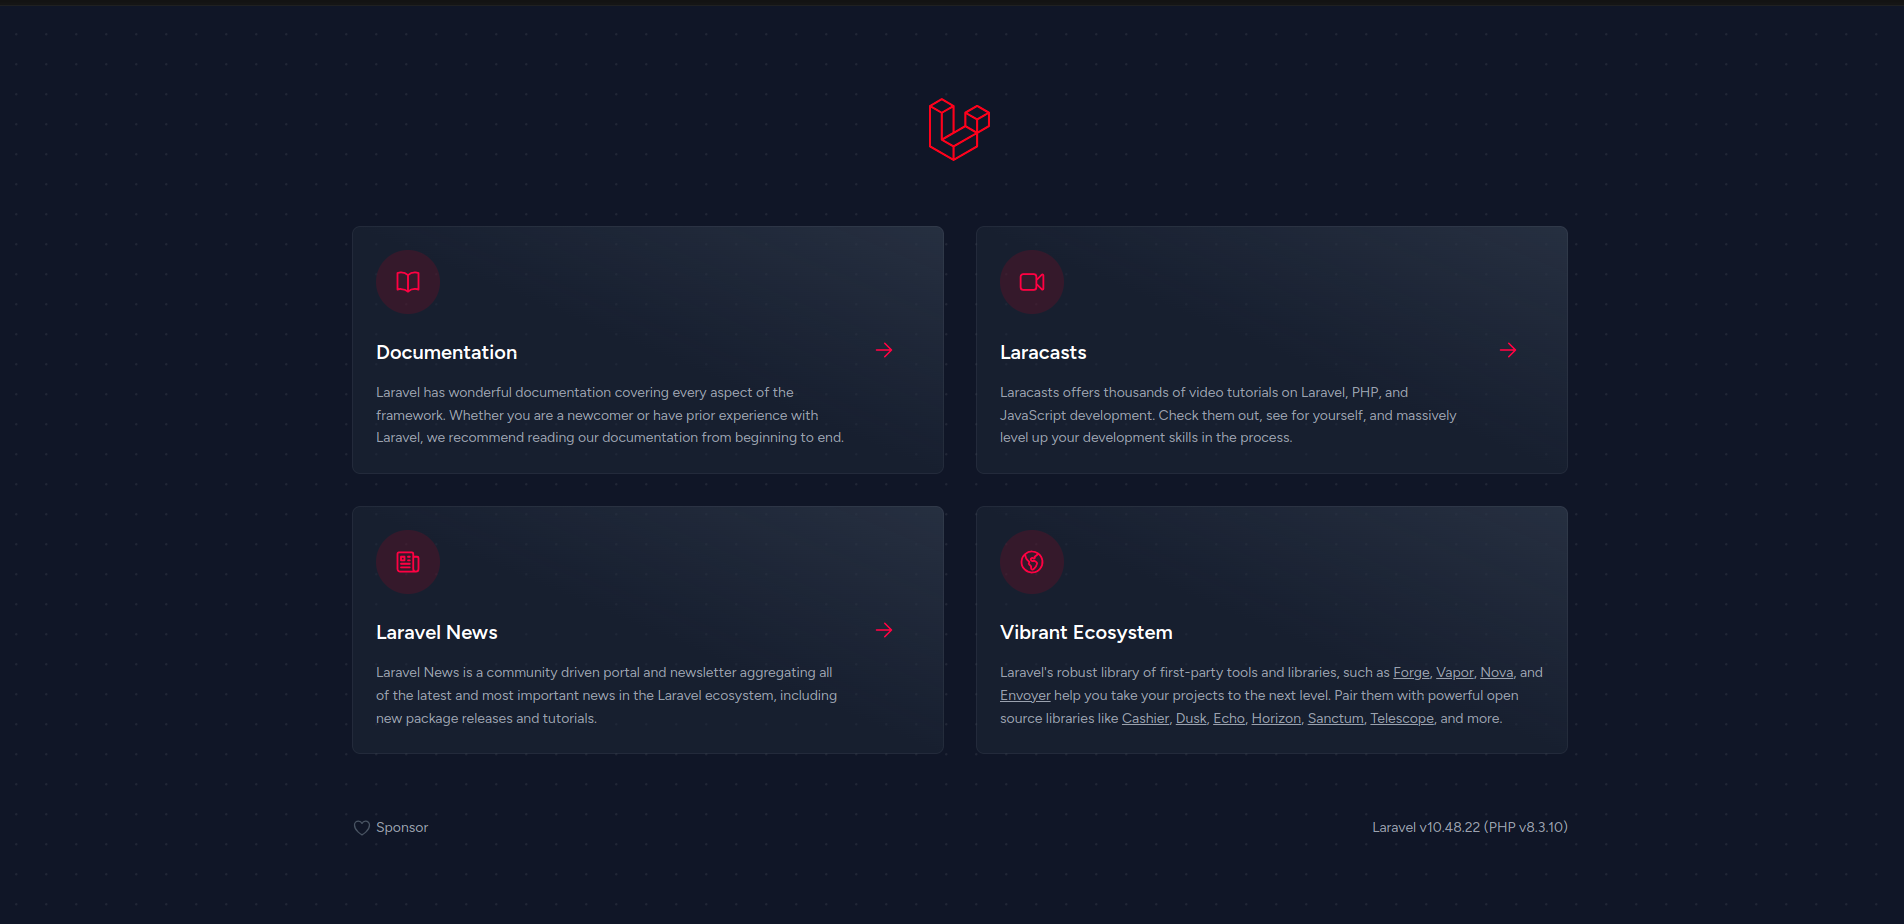 Documentation
Laravel has wonderful documentation covering every aspect of the
framework. Whether you are a newcomer or have prior experience with
Laravel, we recommend reading our documentation from beginning to end.
Laracasts
Laracasts offers thousands of video tutorials on Laravel, PHP, and
JavaScript development. Check them out, see for yourself, and massively
level up your development skills in the process.
Laravel News
Laravel News is a community driven portal and newsletter aggregating all
of the latest and most important news in the Laravel ecosystem, including
new package releases and tutorials.
Vibrant Ecosystem
Laravel's robust library of first-party tools and libraries, such as Forge, Vapor, Nova, and
Envoyer help you take your projects to the next level. Pair them with powerful open
source libraries like Cashier, Dusk, Echo, Horizon, Sanctum, Telescope, and more.
Sponsor
Laravel v10.48.22 (PHP v8.3.10)